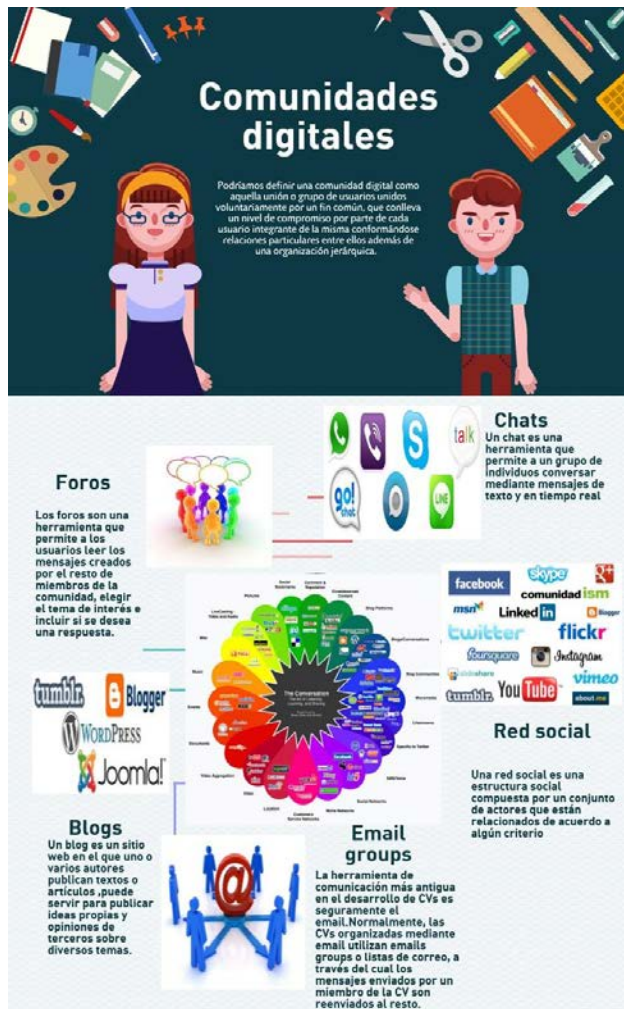 Comunidades
digitales
Podríamos definir una comunidad digital como
aquella unión o grupo de usuarios unidos
voluntariamente por un fin común, que conlleva
un nivel de compromiso por parte de cada
usuario integrante de la misma conformándose
relaciones particulares entre ellos además de
una organización jerárquica.
Chats
Un chat es una
herramienta que
permite a un grupo de
individuos conversar
mediante mensajes de
texto y en tiempo real
talk
go!
chat
LINE
Foros
Los foros son una
herramienta que
permite a los
usuarios leer los
mensajes creados
por el resto de
miembros de la
comunidad, elegir
el tema de interés e
incluir si se desea
una respuesta.
facebook
skype
g+
comunidad ism
msn
Linked in
Blogger
twitter
flickr
foursquare
Instagram
slideshare
vimeo
tumblr.
You Tube
about.me
Red social
Una red social es una
estructura social
compuesta por un conjunto
de actores que están
relacionados de acuerdo a
algún criterio
The Conversation
tumblr.
Blogger
WORDPRESS
Joomla!
Blogs
Un blog es un sitio
web en el que uno o
varios autores
publican textos o
artículos ,puede
servir para publicar
ideas propias y
opiniones de
terceros sobre
diversos temas.
@
Email
groups
La herramienta de
comunicación más antigua
en el desarrollo de CVs es
seguramente el
email.Normalmente, las
CVs organizadas mediante
email utilizan emails
groups o listas de correo, a
través del cual los
mensajes enviados por un
miembro de la CV son
reenviados al resto.